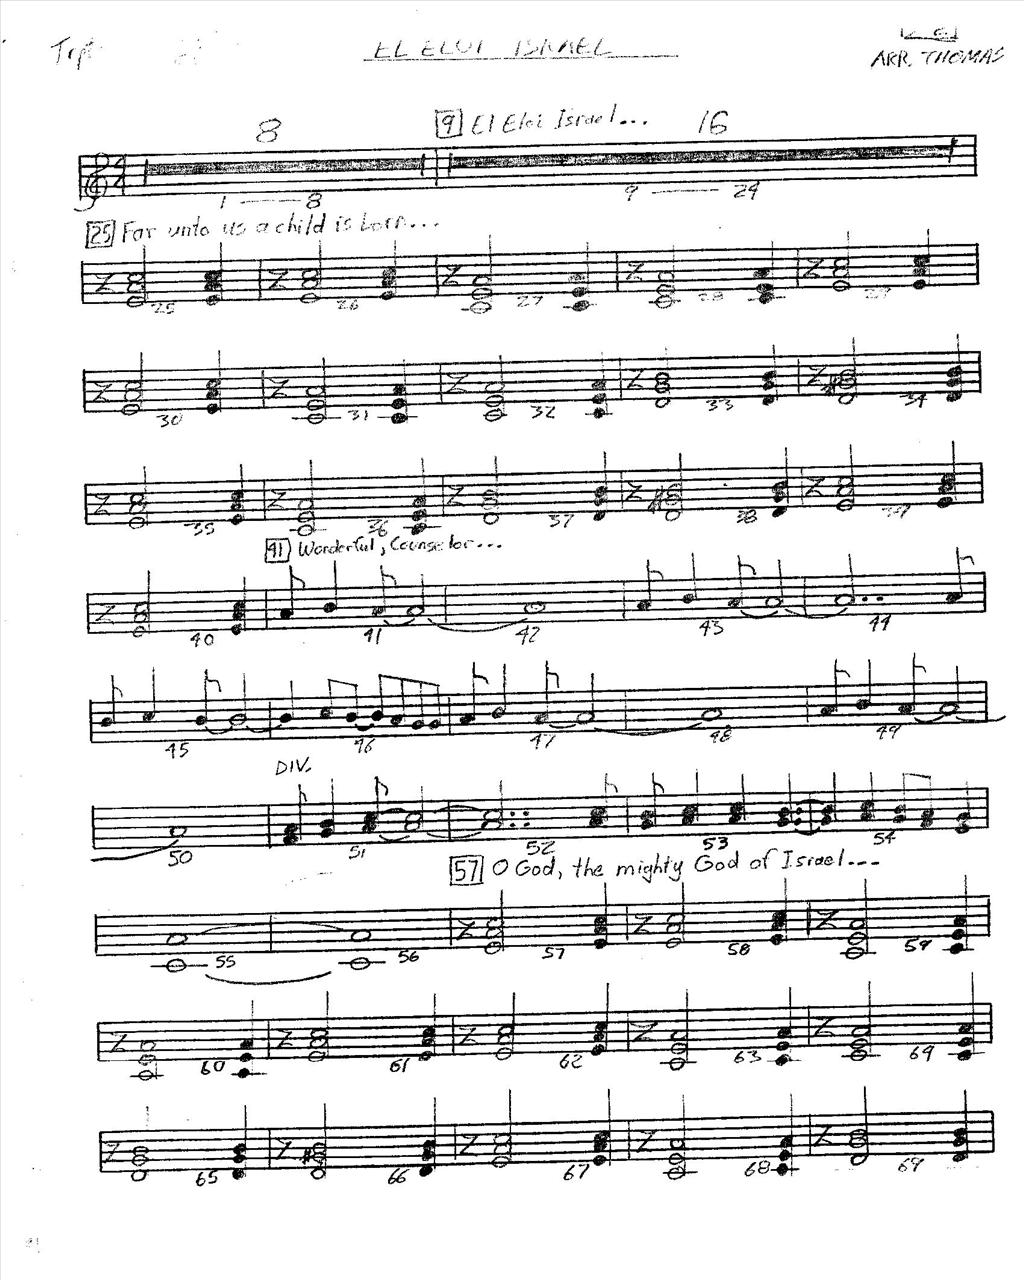 Trpt
EL ELOI ISRAEL
ARR. THOMAS
8 [9] El Eloi Israel... 16
1 — 8 9 — 24
[25] For unto us a child is born...
25 26 27 28 29
30 31 32 33 34
35 36 37 38 39
[41] Wonderful, Counselor...
40 41 42 43 44
45 46 47 48 49
DIV.
50 51 52 53 54
[57] O God, the mighty God of Israel...
55 56 57 58 59
60 61 62 63 64
65 66 67 68 69